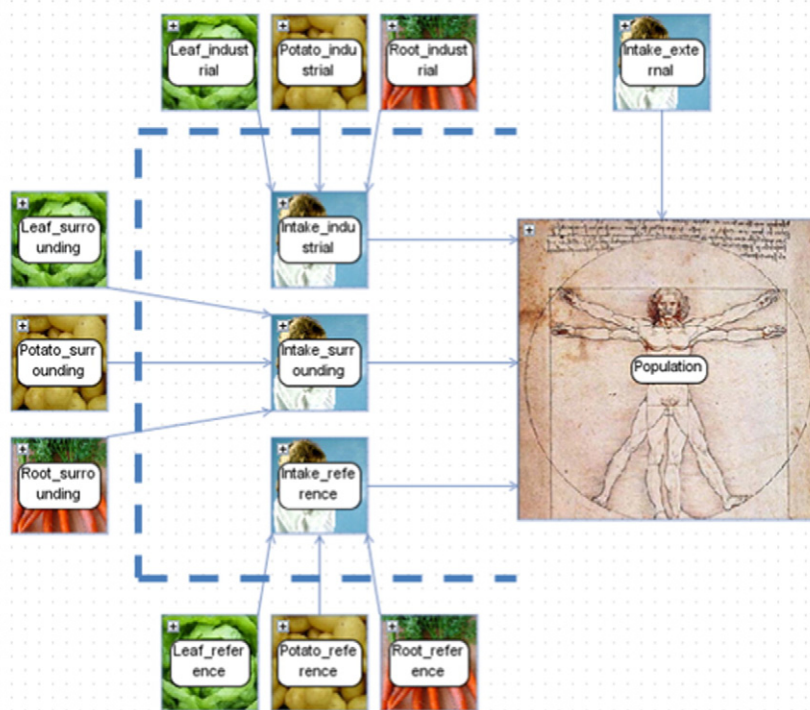 Leaf_indust
rial
Potato_indu
strial
Root_indust
rial
Intake_exte
rnal
Leaf_surro
unding
Intake_indu
strial
Potato_surr
ounding
Intake_surr
ounding
Population
Root_surro
unding
Intake_refe
rence
Leaf_refer
ence
Potato_refe
rence
Root_refer
ence